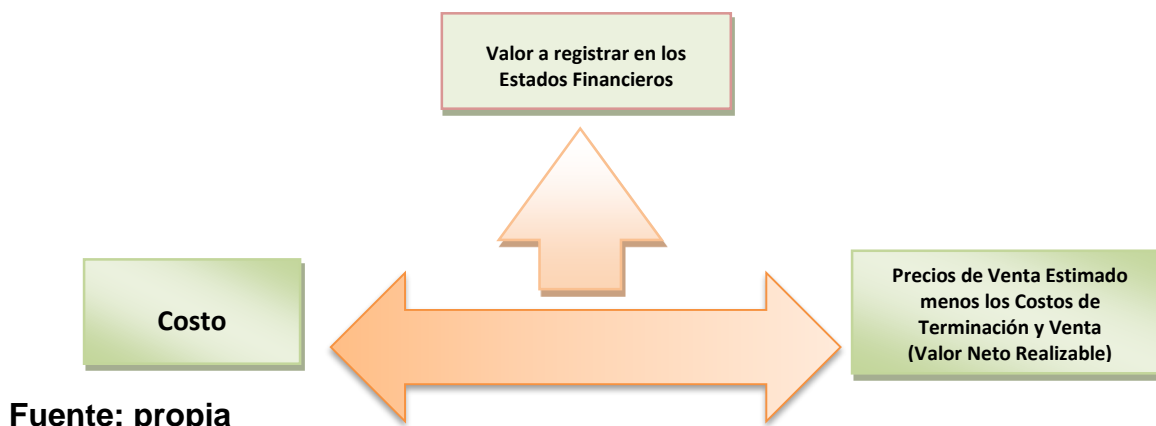 Valor a registrar en los
Estados Financieros
Costo
Precios de Venta Estimado
menos los Costos de
Terminación y Venta
(Valor Neto Realizable)
Fuente: propia